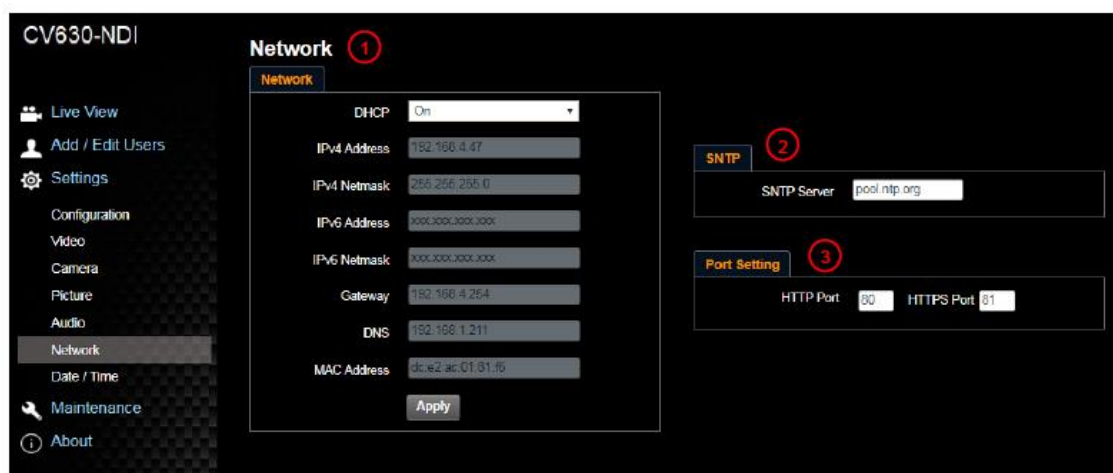 CV630-NDI
Live View
Add / Edit Users
Settings
Configuration
Video
Camera
Picture
Audio
Network
Date / Time
Maintenance
About
Network 1
Network
DHCP On
IPv4 Address 192.168.4.47
IPv4 Netmask 255.255.255.0
IPv6 Address xxx.xxx.xxx.xxx
IPv6 Netmask xxx.xxx.xxx.xxx
Gateway 192.168.4.254
DNS 192.168.1.211
MAC Address dc:e2:ac:01:61:f6
Apply
SNTP 2
SNTP Server pool.ntp.org
Port Setting 3
HTTP Port 80 HTTPS Port 81